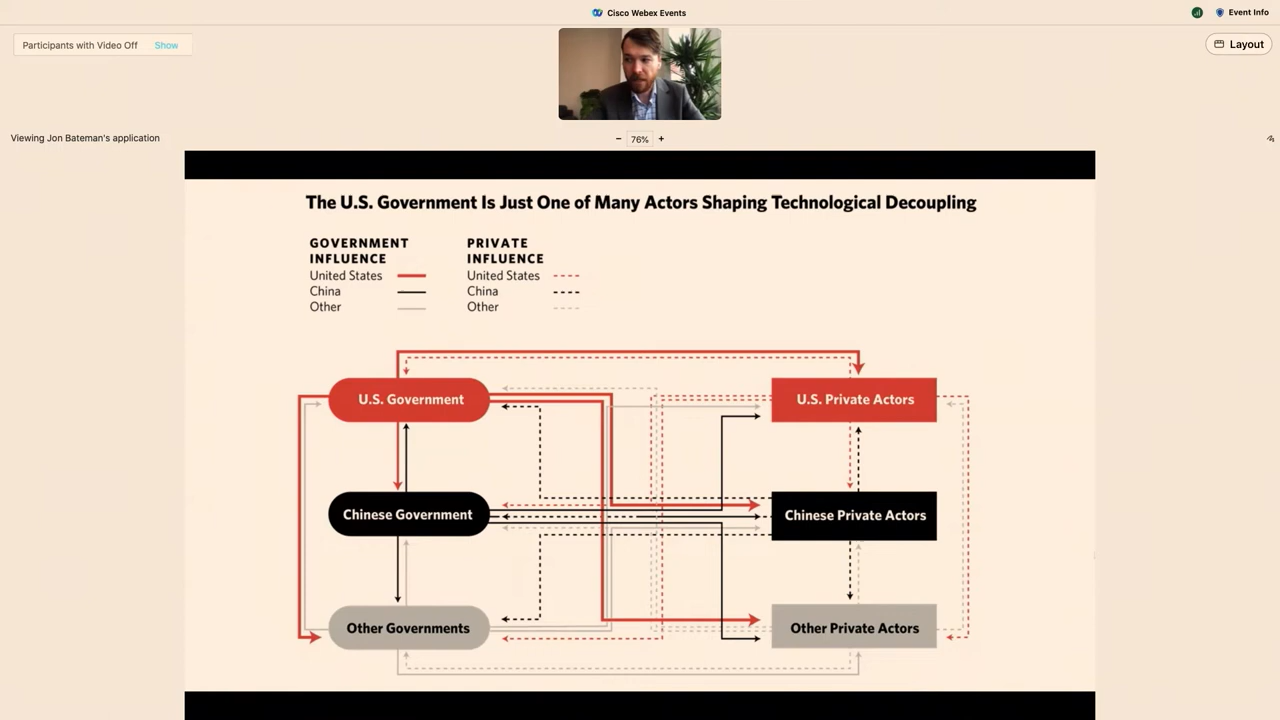 Cisco Webex Events
Event Info
Participants with Video Off Show
Layout
Viewing Jon Bateman's application
− 76% +
The U.S. Government Is Just One of Many Actors Shaping Technological Decoupling
GOVERNMENT
INFLUENCE
United States
China
Other
PRIVATE
INFLUENCE
United States
China
Other
U.S. Government
U.S. Private Actors
Chinese Government
Chinese Private Actors
Other Governments
Other Private Actors